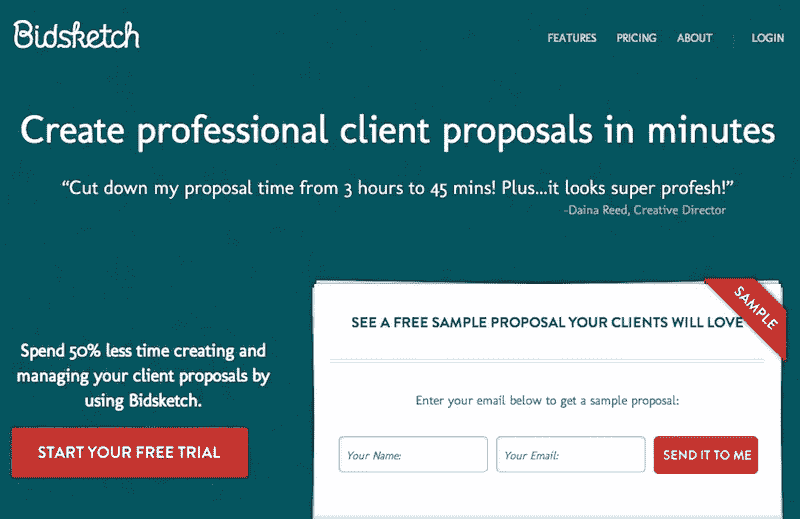 Bidsketch
FEATURES PRICING ABOUT LOGIN
Create professional client proposals in minutes
“Cut down my proposal time from 3 hours to 45 mins! Plus...it looks super profesh!”
-Daina Reed, Creative Director
SAMPLE
SEE A FREE SAMPLE PROPOSAL YOUR CLIENTS WILL LOVE
Spend 50% less time creating and
managing your client proposals by
using Bidsketch.
Enter your email below to get a sample proposal:
START YOUR FREE TRIAL
Your Name: Your Email: SEND IT TO ME